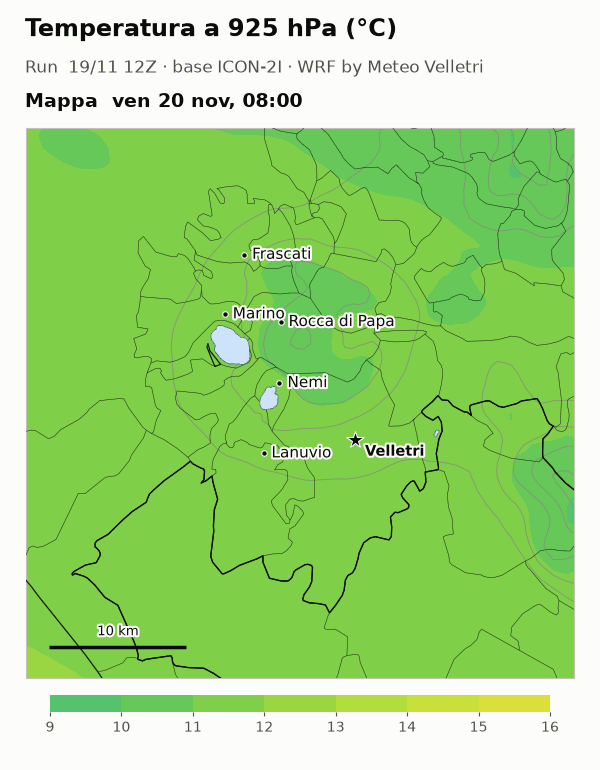 Temperatura a 925 hPa (°C)
Run  19/11 12Z · base ICON-2I · WRF by Meteo Velletri
Mappa  ven 20 nov, 08:00
Frascati
Marino
Rocca di Papa
Nemi
Velletri
Lanuvio
10 km
9 10 11 12 13 14 15 16